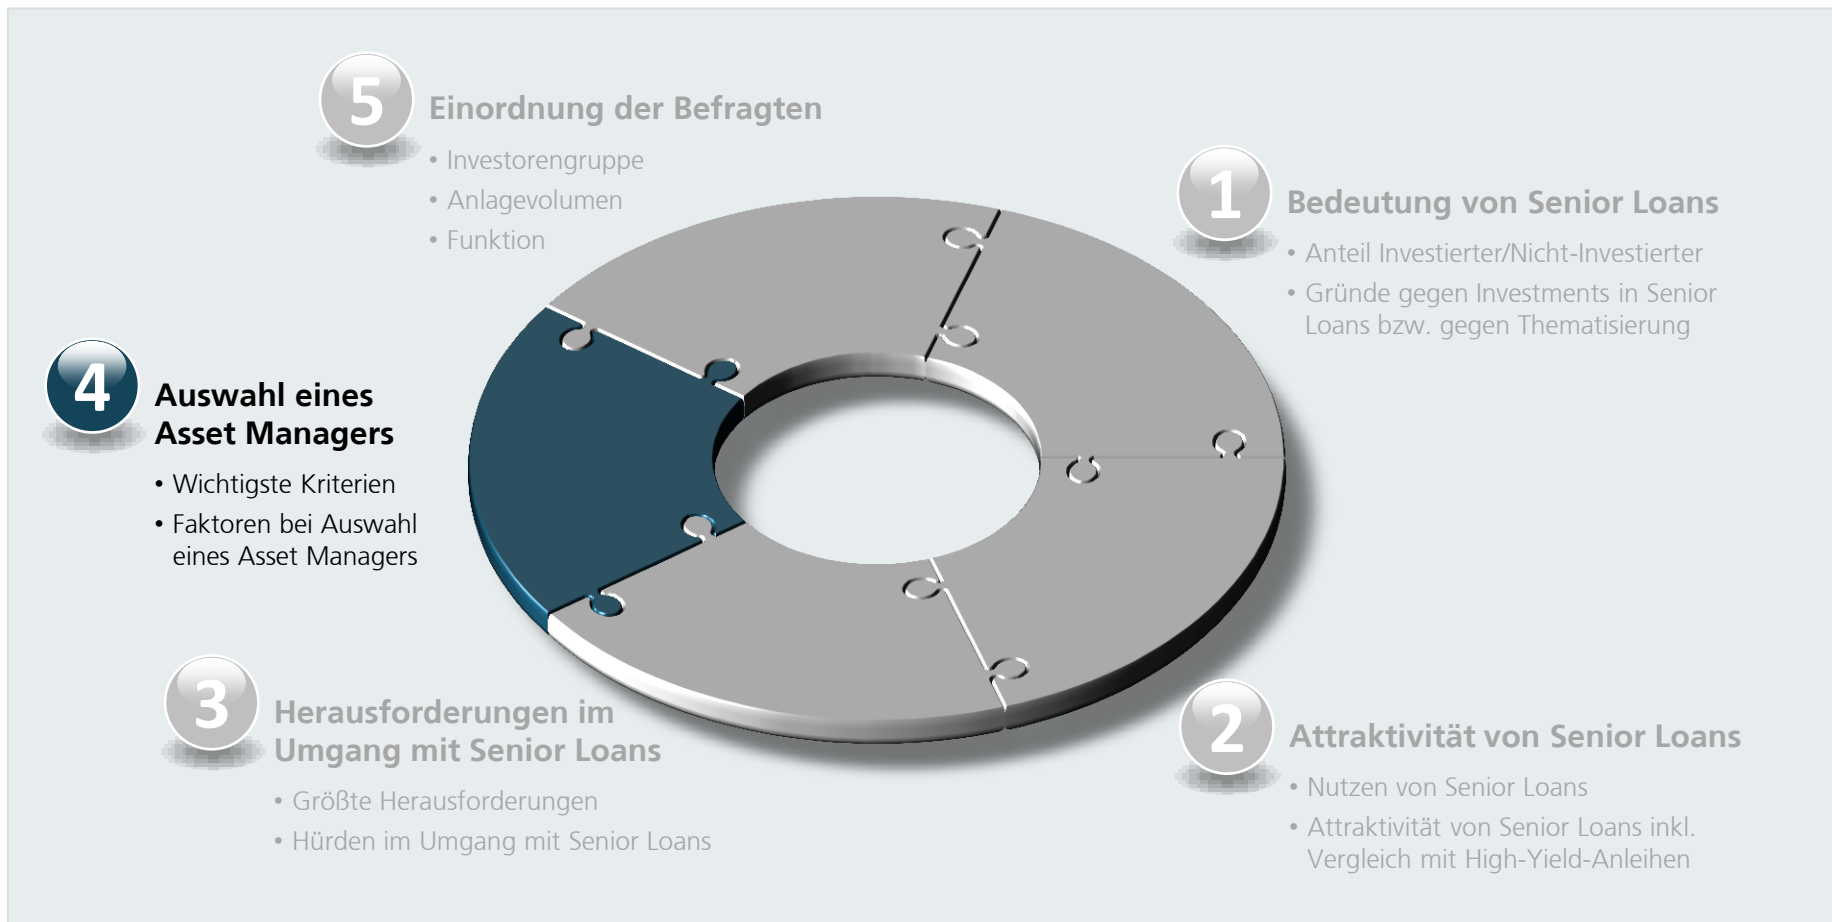 5
Einordnung der Befragten
• Investorengruppe
• Anlagevolumen
• Funktion
1
Bedeutung von Senior Loans
• Anteil Investierter/Nicht-Investierter
• Gründe gegen Investments in Senior
Loans bzw. gegen Thematisierung
4
Auswahl eines
Asset Managers
• Wichtigste Kriterien
• Faktoren bei Auswahl
eines Asset Managers
3
Herausforderungen im
Umgang mit Senior Loans
• Größte Herausforderungen
• Hürden im Umgang mit Senior Loans
2
Attraktivität von Senior Loans
• Nutzen von Senior Loans
• Attraktivität von Senior Loans inkl.
Vergleich mit High-Yield-Anleihen